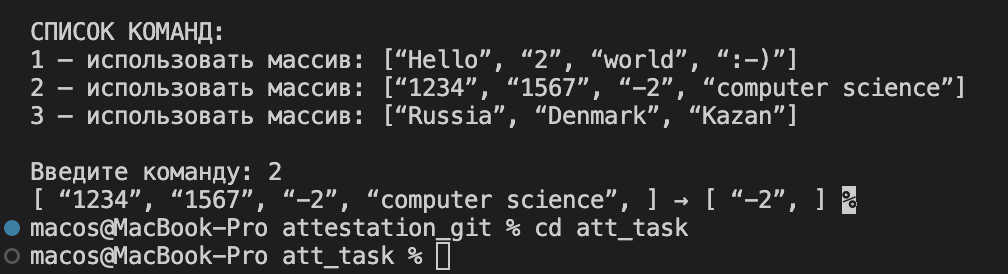 СПИСОК КОМАНД:
1 — использовать массив: [“Hello”, “2”, “world”, “:-)”]
2 — использовать массив: [“1234”, “1567”, “-2”, “computer science”]
3 — использовать массив: [“Russia”, “Denmark”, “Kazan”]
Введите команду: 2
[ “1234”, “1567”, “-2”, “computer science”, ] → [ “-2”, ] %
macos@MacBook-Pro attestation_git % cd att_task
macos@MacBook-Pro att_task %